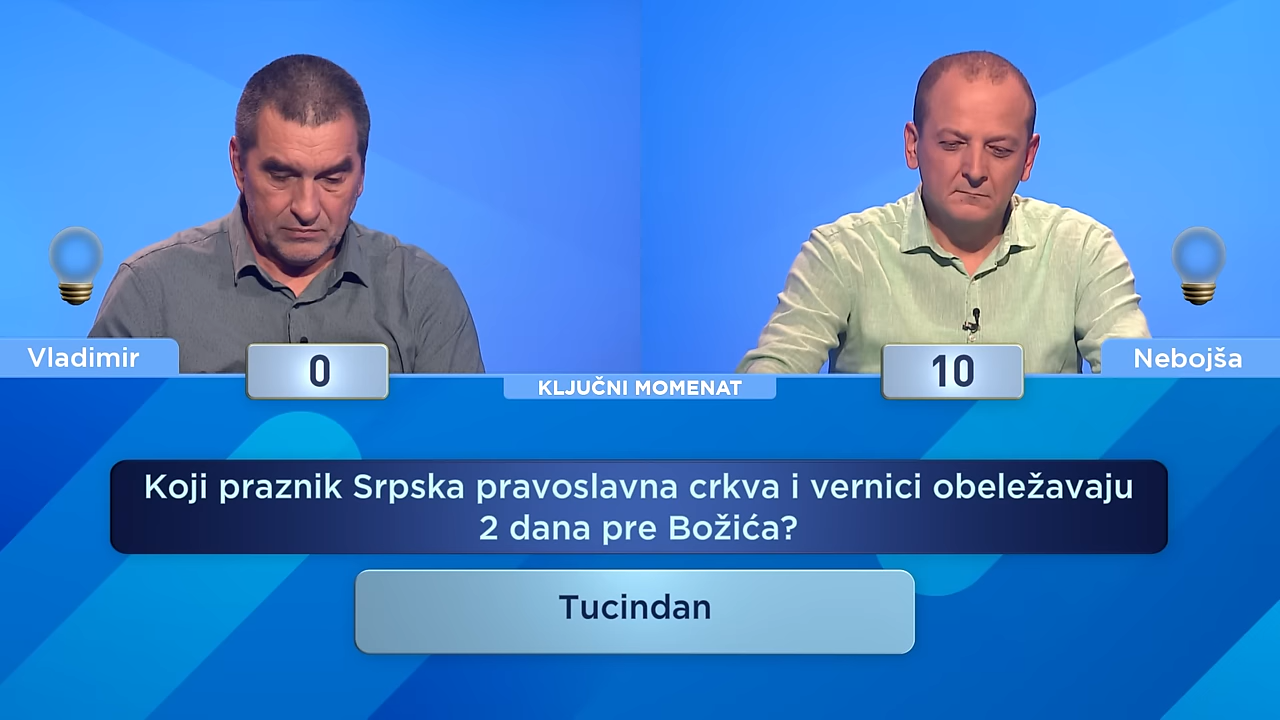 Vladimir
0
10
Nebojša
KLJUČNI MOMENAT
Koji praznik Srpska pravoslavna crkva i vernici obeležavaju
2 dana pre Božića?
Tucindan